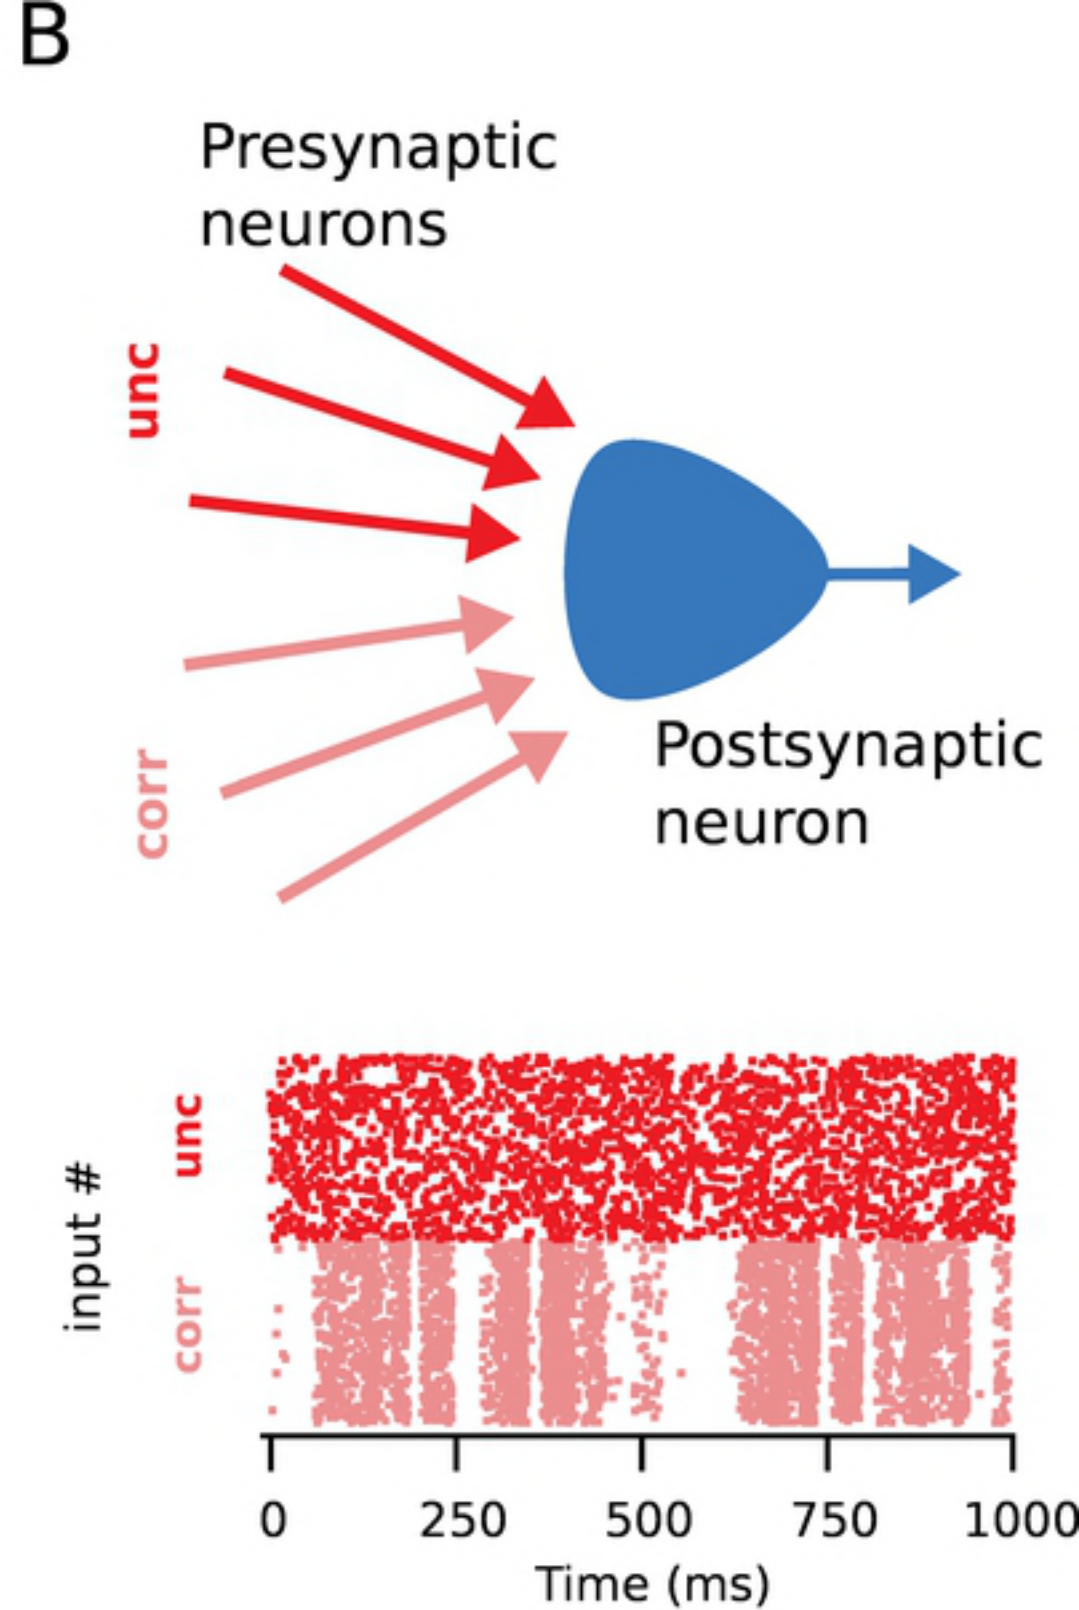 B
Presynaptic
neurons
unc
corr
Postsynaptic
neuron
input #
unc
corr
0 250 500 750 1000
Time (ms)